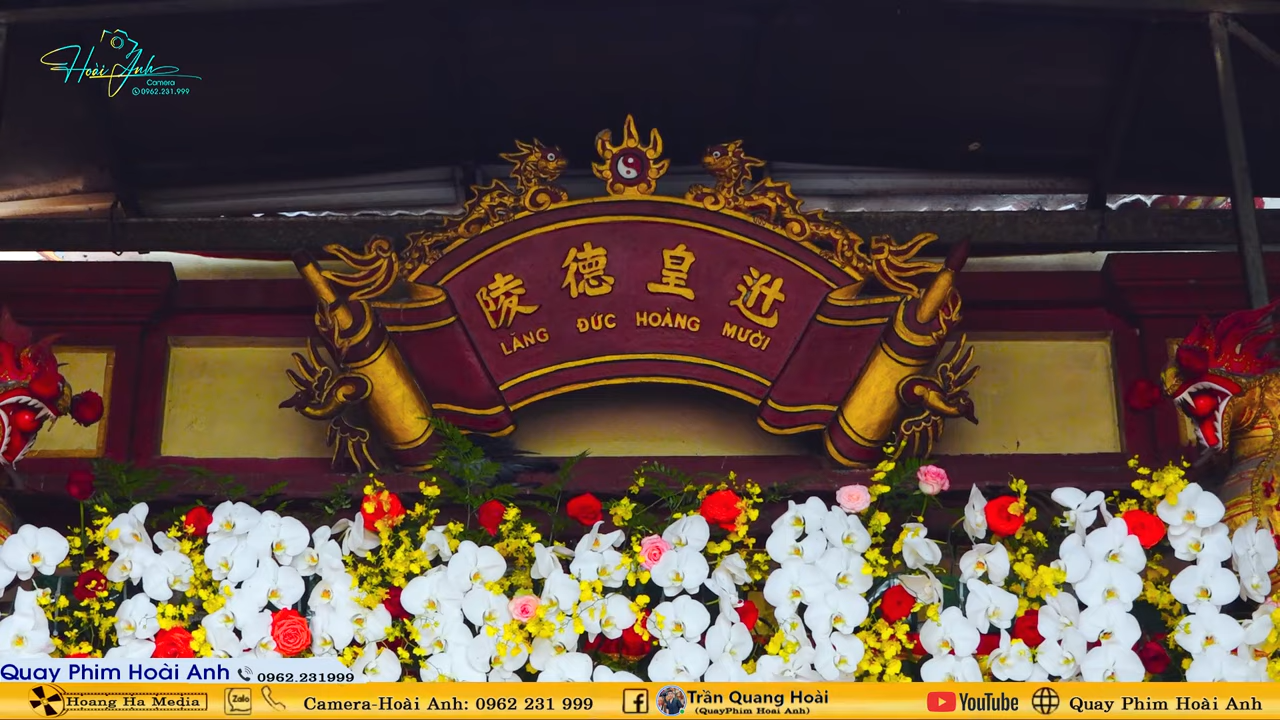 Hoài Anh
Camera
0962.231.999
陵 德 皇 𨑮
LĂNG ĐỨC HOÀNG MƯỜI
Quay Phim Hoài Anh 0962.231999
Hoang Ha Media
Zalo
Camera-Hoài Anh: 0962 231 999
Trần Quang Hoài
(QuayPhim Hoai Anh)
YouTube
Quay Phim Hoài Anh